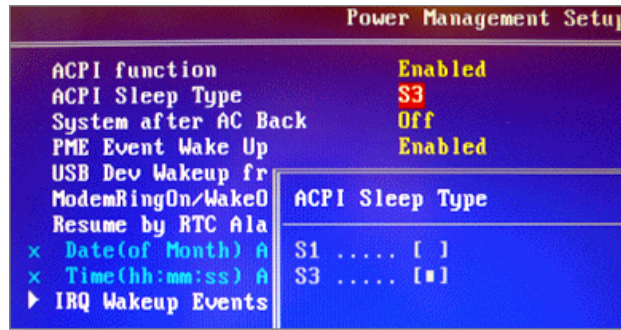 Power Management Setup
ACPI function Enabled
ACPI Sleep Type S3
System after AC Back Off
PME Event Wake Up Enabled
USB Dev Wakeup fr
ModemRingOn/WakeO
Resume by RTC Ala
x Date(of Month) A
x Time(hh:mm:ss) A
▶ IRQ Wakeup Events
ACPI Sleep Type
S1 ..... [ ]
S3 ..... [■]